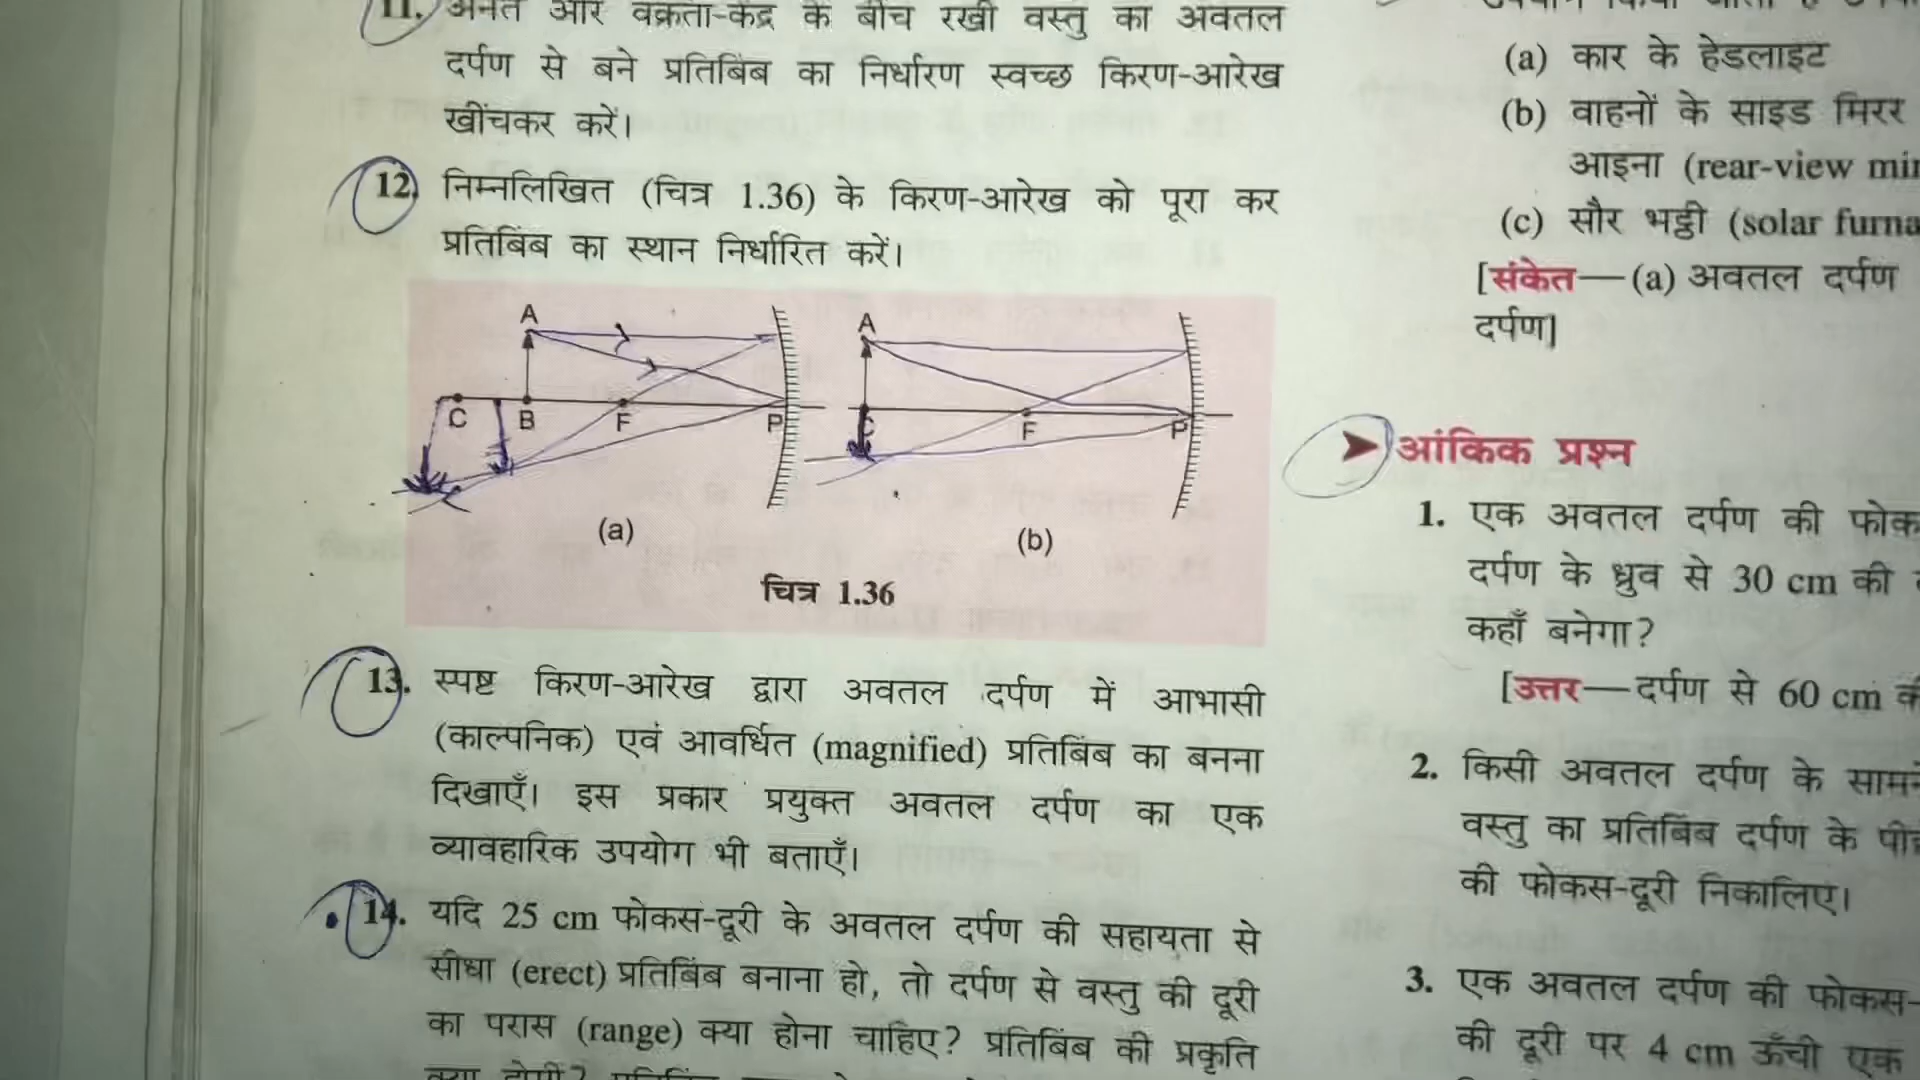 11. अनंत और वक्रता-केंद्र के बीच रखी वस्तु का अवतल
दर्पण से बने प्रतिबिंब का निर्धारण स्वच्छ किरण-आरेख
खींचकर करें।
12. निम्नलिखित (चित्र 1.36) के किरण-आरेख को पूरा कर
प्रतिबिंब का स्थान निर्धारित करें।
A
C B F P
(a)
A
C F P
(b)
चित्र 1.36
13. स्पष्ट किरण-आरेख द्वारा अवतल दर्पण में आभासी
(काल्पनिक) एवं आवर्धित (magnified) प्रतिबिंब का बनना
दिखाएँ। इस प्रकार प्रयुक्त अवतल दर्पण का एक
व्यावहारिक उपयोग भी बताएँ।
14. यदि 25 cm फोकस-दूरी के अवतल दर्पण की सहायता से
सीधा (erect) प्रतिबिंब बनाना हो, तो दर्पण से वस्तु की दूरी
का परास (range) क्या होना चाहिए? प्रतिबिंब की प्रकृति
(a) कार के हेडलाइट
(b) वाहनों के साइड मिरर
आइना (rear-view mir
(c) सौर भट्ठी (solar furna
[संकेत—(a) अवतल दर्पण
दर्पण]
आंकिक प्रश्न
1. एक अवतल दर्पण की फोक
दर्पण के ध्रुव से 30 cm की
कहाँ बनेगा?
[उत्तर—दर्पण से 60 cm की
2. किसी अवतल दर्पण के सामने
वस्तु का प्रतिबिंब दर्पण के पीछ
की फोकस-दूरी निकालिए।
3. एक अवतल दर्पण की फोकस-
की दूरी पर 4 cm ऊँची एक